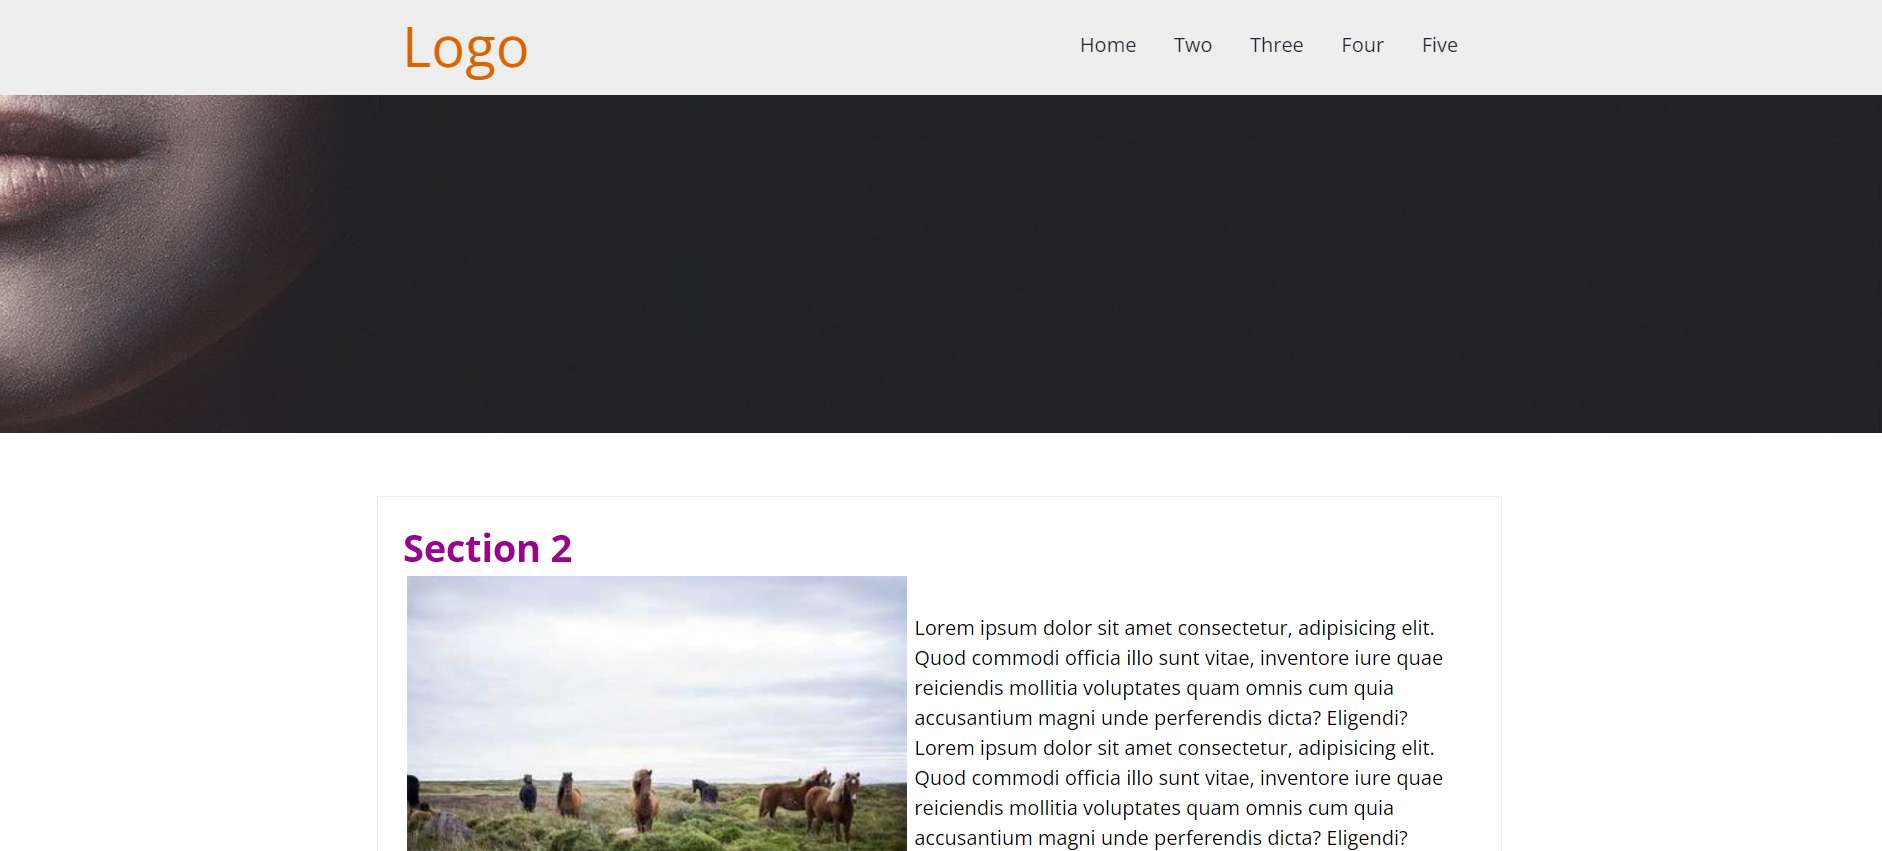 Logo
Home Two Three Four Five
Section 2
Lorem ipsum dolor sit amet consectetur, adipisicing elit.
Quod commodi officia illo sunt vitae, inventore iure quae
reiciendis mollitia voluptates quam omnis cum quia
accusantium magni unde perferendis dicta? Eligendi?
Lorem ipsum dolor sit amet consectetur, adipisicing elit.
Quod commodi officia illo sunt vitae, inventore iure quae
reiciendis mollitia voluptates quam omnis cum quia
accusantium magni unde perferendis dicta? Eligendi?